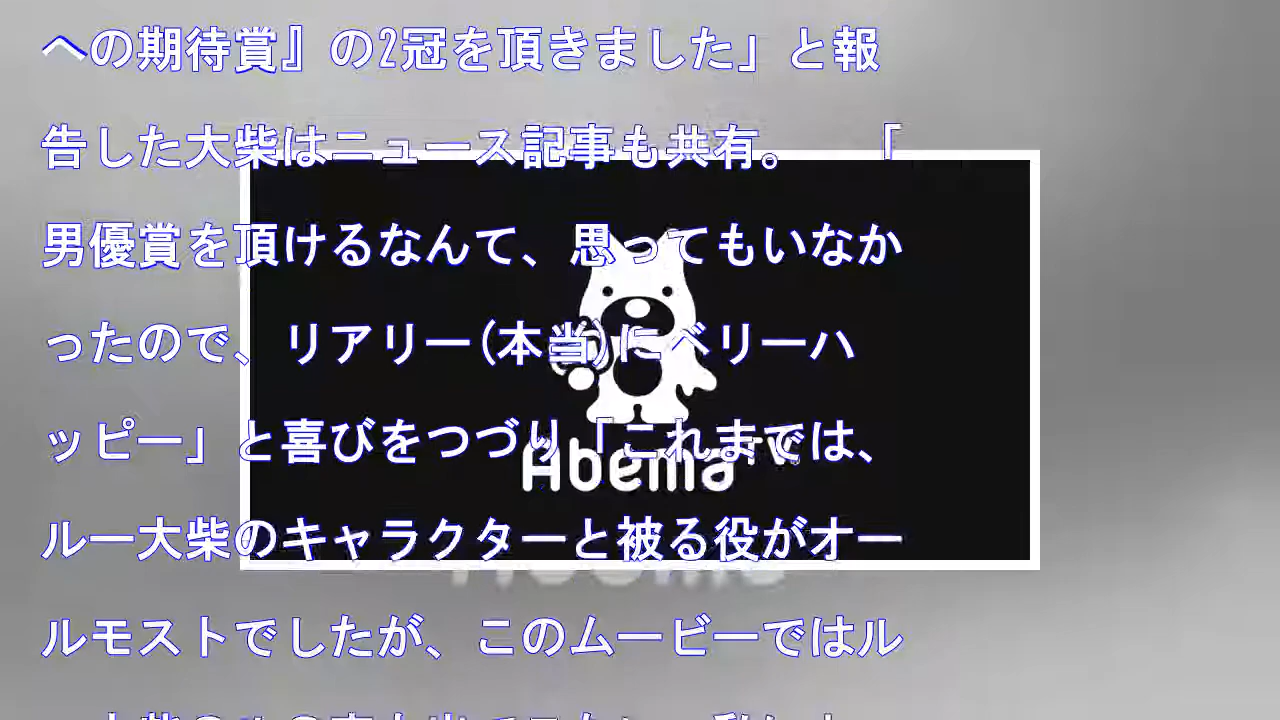 への期待賞』の2冠を頂きました」と報
告した大柴はニュース記事も共有。　「
男優賞を頂けるなんて、思ってもいなか
ったので、リアリー(本当)にベリーハ
ッピー」と喜びをつづり「これまでは、
ルー大柴のキャラクターと被る役がオー
ルモストでしたが、このムービーではル
AbemaTV